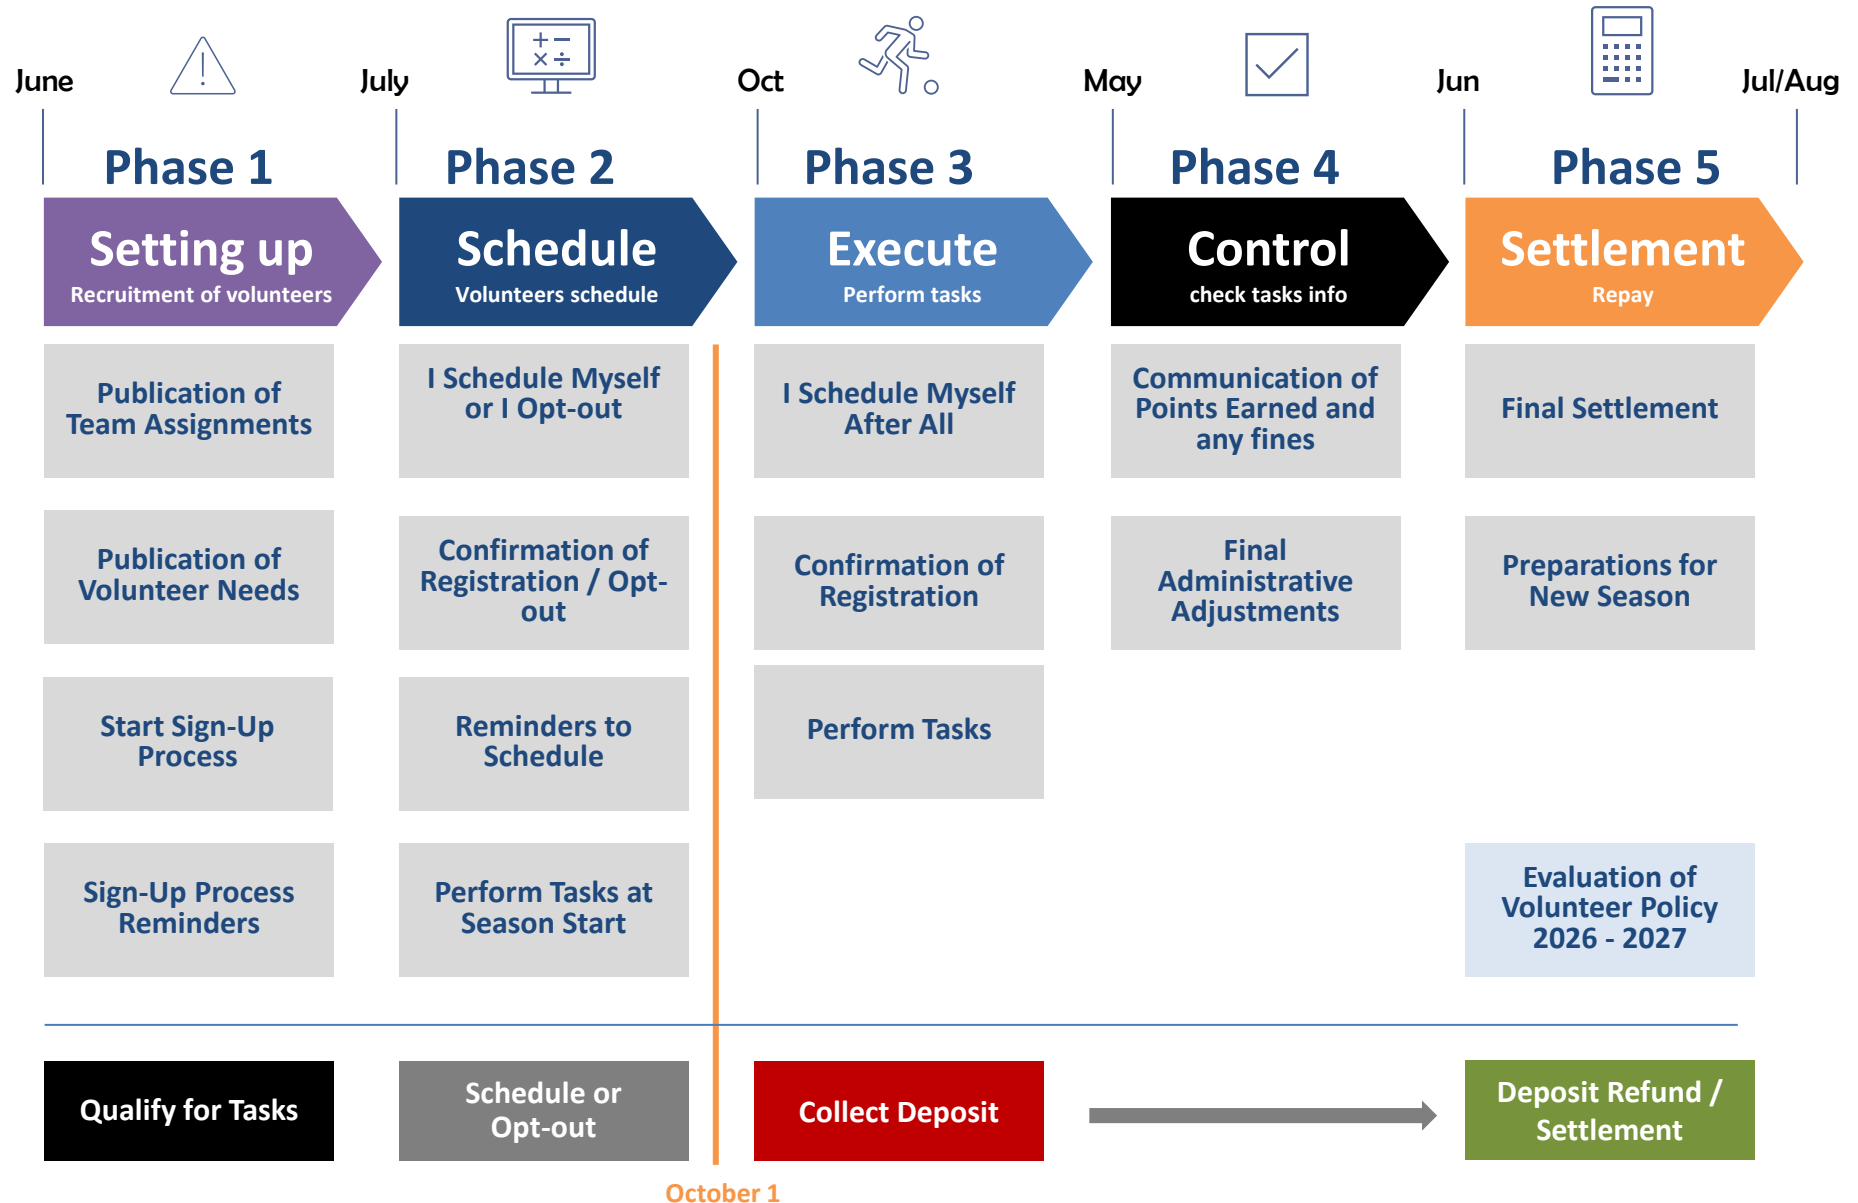 June
July
Oct
May
Jun
Jul/Aug
Phase 1
Phase 2
Phase 3
Phase 4
Phase 5
Setting up
Recruitment of volunteers
Schedule
Volunteers schedule
Execute
Perform tasks
Control
check tasks info
Settlement
Repay
Publication of
Team Assignments
I Schedule Myself
or I Opt-out
I Schedule Myself
After All
Communication of
Points Earned and
any fines
Final Settlement
Publication of
Volunteer Needs
Confirmation of
Registration / Opt-
out
Confirmation of
Registration
Final
Administrative
Adjustments
Preparations for
New Season
Start Sign-Up
Process
Reminders to
Schedule
Perform Tasks
Sign-Up Process
Reminders
Perform Tasks at
Season Start
Evaluation of
Volunteer Policy
2026 - 2027
Qualify for Tasks
Schedule or
Opt-out
Collect Deposit
Deposit Refund /
Settlement
October 1